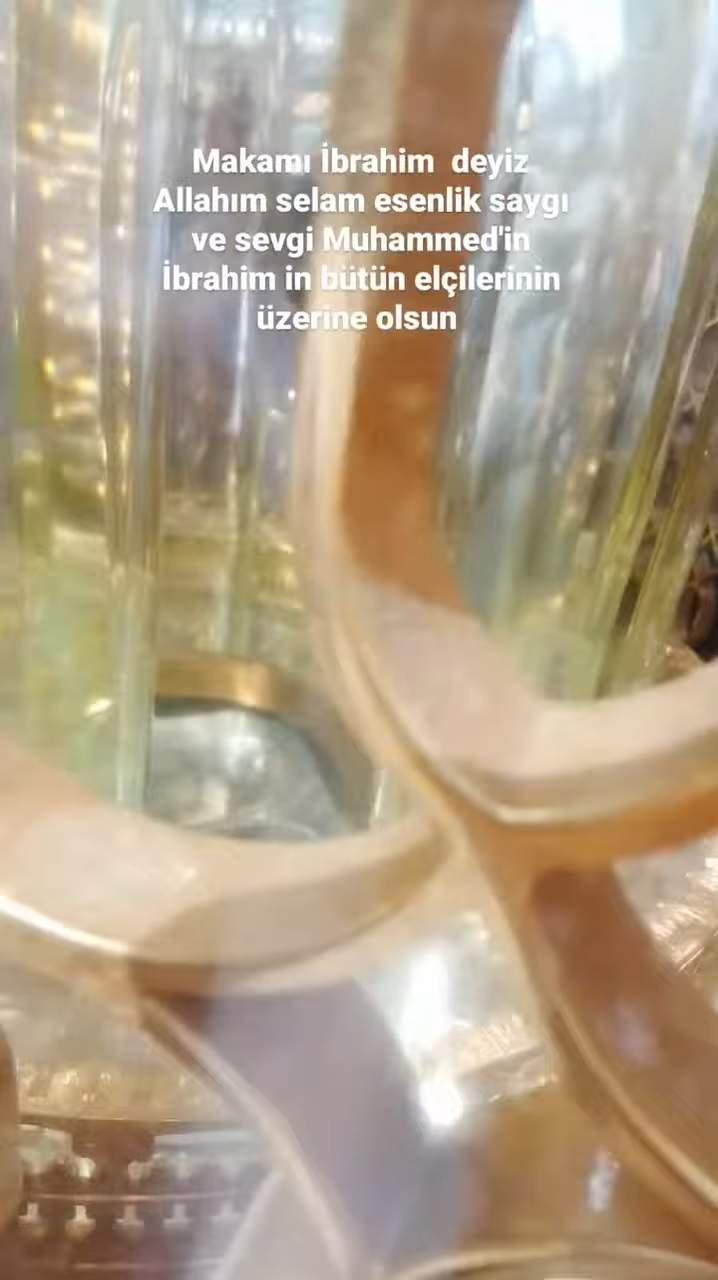 Makamı İbrahim  deyiz
Allahım selam esenlik saygı
ve sevgi Muhammed'in
İbrahim in bütün elçilerinin
üzerine olsun